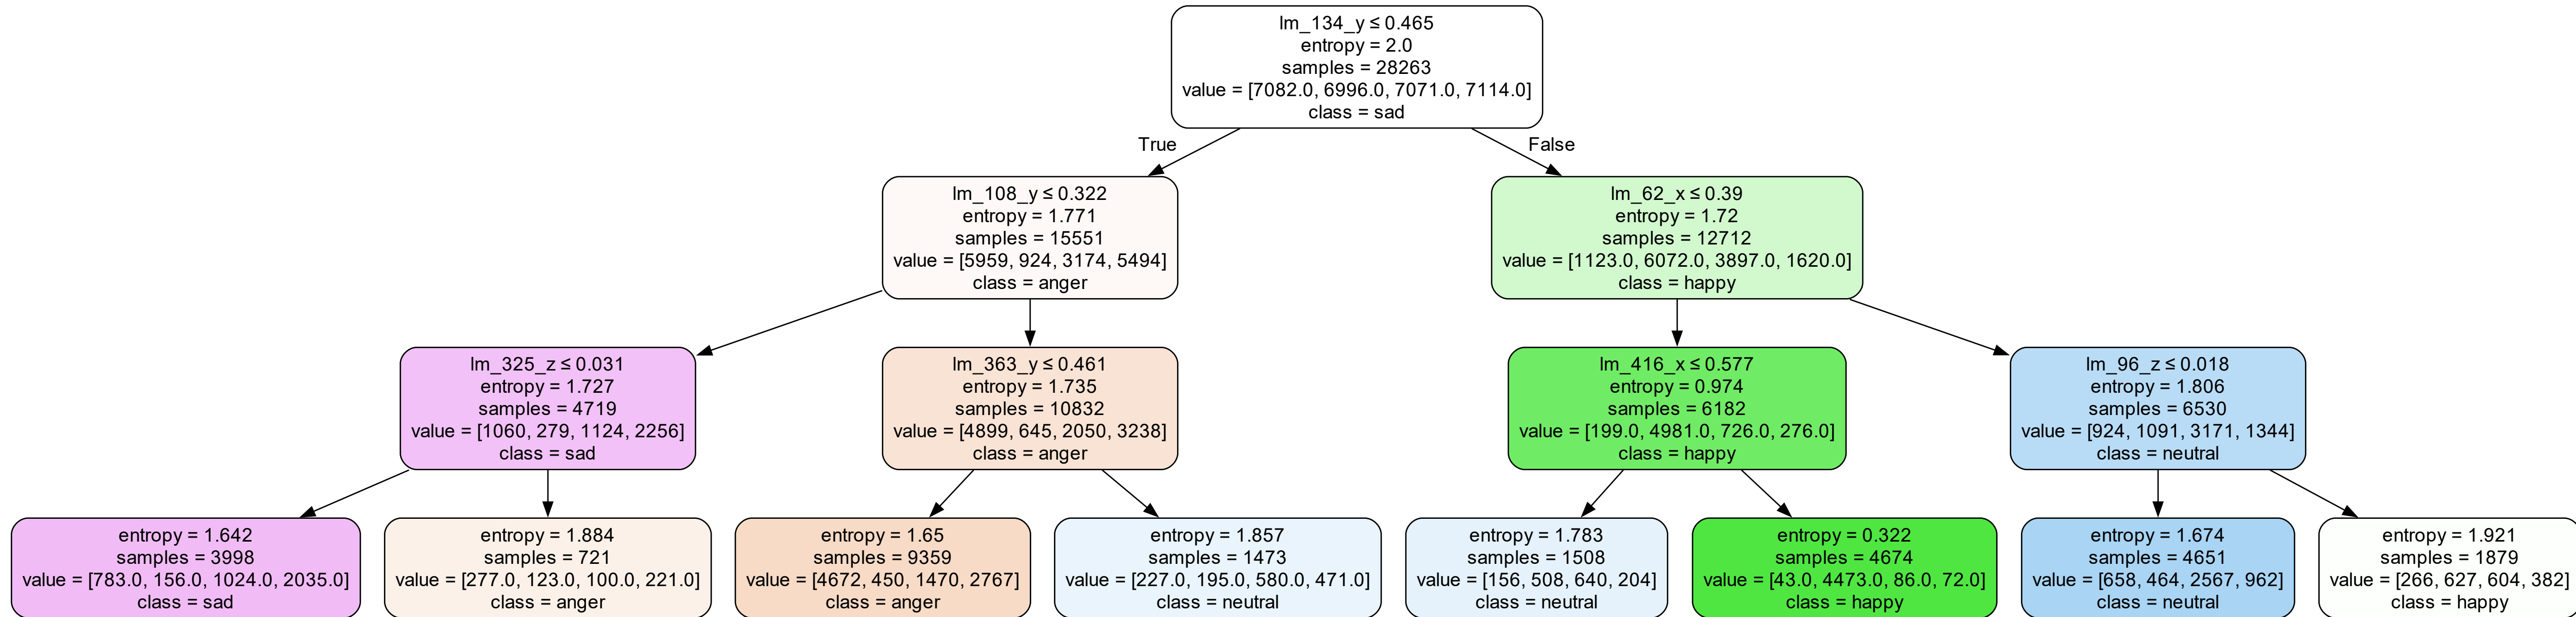 lm_134_y ≤ 0.465
entropy = 2.0
samples = 28263
value = [7082.0, 6996.0, 7071.0, 7114.0]
class = sad
True
False
lm_108_y ≤ 0.322
entropy = 1.771
samples = 15551
value = [5959, 924, 3174, 5494]
class = anger
lm_62_x ≤ 0.39
entropy = 1.72
samples = 12712
value = [1123.0, 6072.0, 3897.0, 1620.0]
class = happy
lm_325_z ≤ 0.031
entropy = 1.727
samples = 4719
value = [1060, 279, 1124, 2256]
class = sad
lm_363_y ≤ 0.461
entropy = 1.735
samples = 10832
value = [4899, 645, 2050, 3238]
class = anger
lm_416_x ≤ 0.577
entropy = 0.974
samples = 6182
value = [199.0, 4981.0, 726.0, 276.0]
class = happy
lm_96_z ≤ 0.018
entropy = 1.806
samples = 6530
value = [924, 1091, 3171, 1344]
class = neutral
entropy = 1.642
samples = 3998
value = [783.0, 156.0, 1024.0, 2035.0]
class = sad
entropy = 1.884
samples = 721
value = [277.0, 123.0, 100.0, 221.0]
class = anger
entropy = 1.65
samples = 9359
value = [4672, 450, 1470, 2767]
class = anger
entropy = 1.857
samples = 1473
value = [227.0, 195.0, 580.0, 471.0]
class = neutral
entropy = 1.783
samples = 1508
value = [156, 508, 640, 204]
class = neutral
entropy = 0.322
samples = 4674
value = [43.0, 4473.0, 86.0, 72.0]
class = happy
entropy = 1.674
samples = 4651
value = [658, 464, 2567, 962]
class = neutral
entropy = 1.921
samples = 1879
value = [266, 627, 604, 382]
class = happy